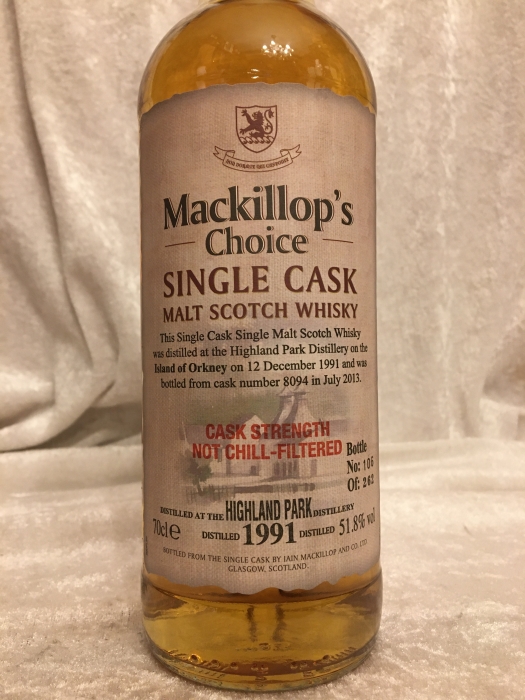 Mackillop's
Choice
SINGLE CASK
MALT SCOTCH WHISKY
This Single Cask Single Malt Scotch Whisky
was distilled at the Highland Park Distillery on the
Island of Orkney on 12 December 1991 and was
bottled from cask number 8094 in July 2013.
CASK STRENGTH
NOT CHILL-FILTERED
Bottle
No: 106
Of: 262
DISTILLED AT THE HIGHLAND PARK DISTILLERY
70cl e DISTILLED 1991 DISTILLED 51.8% vol
BOTTLED FROM THE SINGLE CASK BY IAIN MACKILLOP AND CO. LTD.
GLASGOW, SCOTLAND.